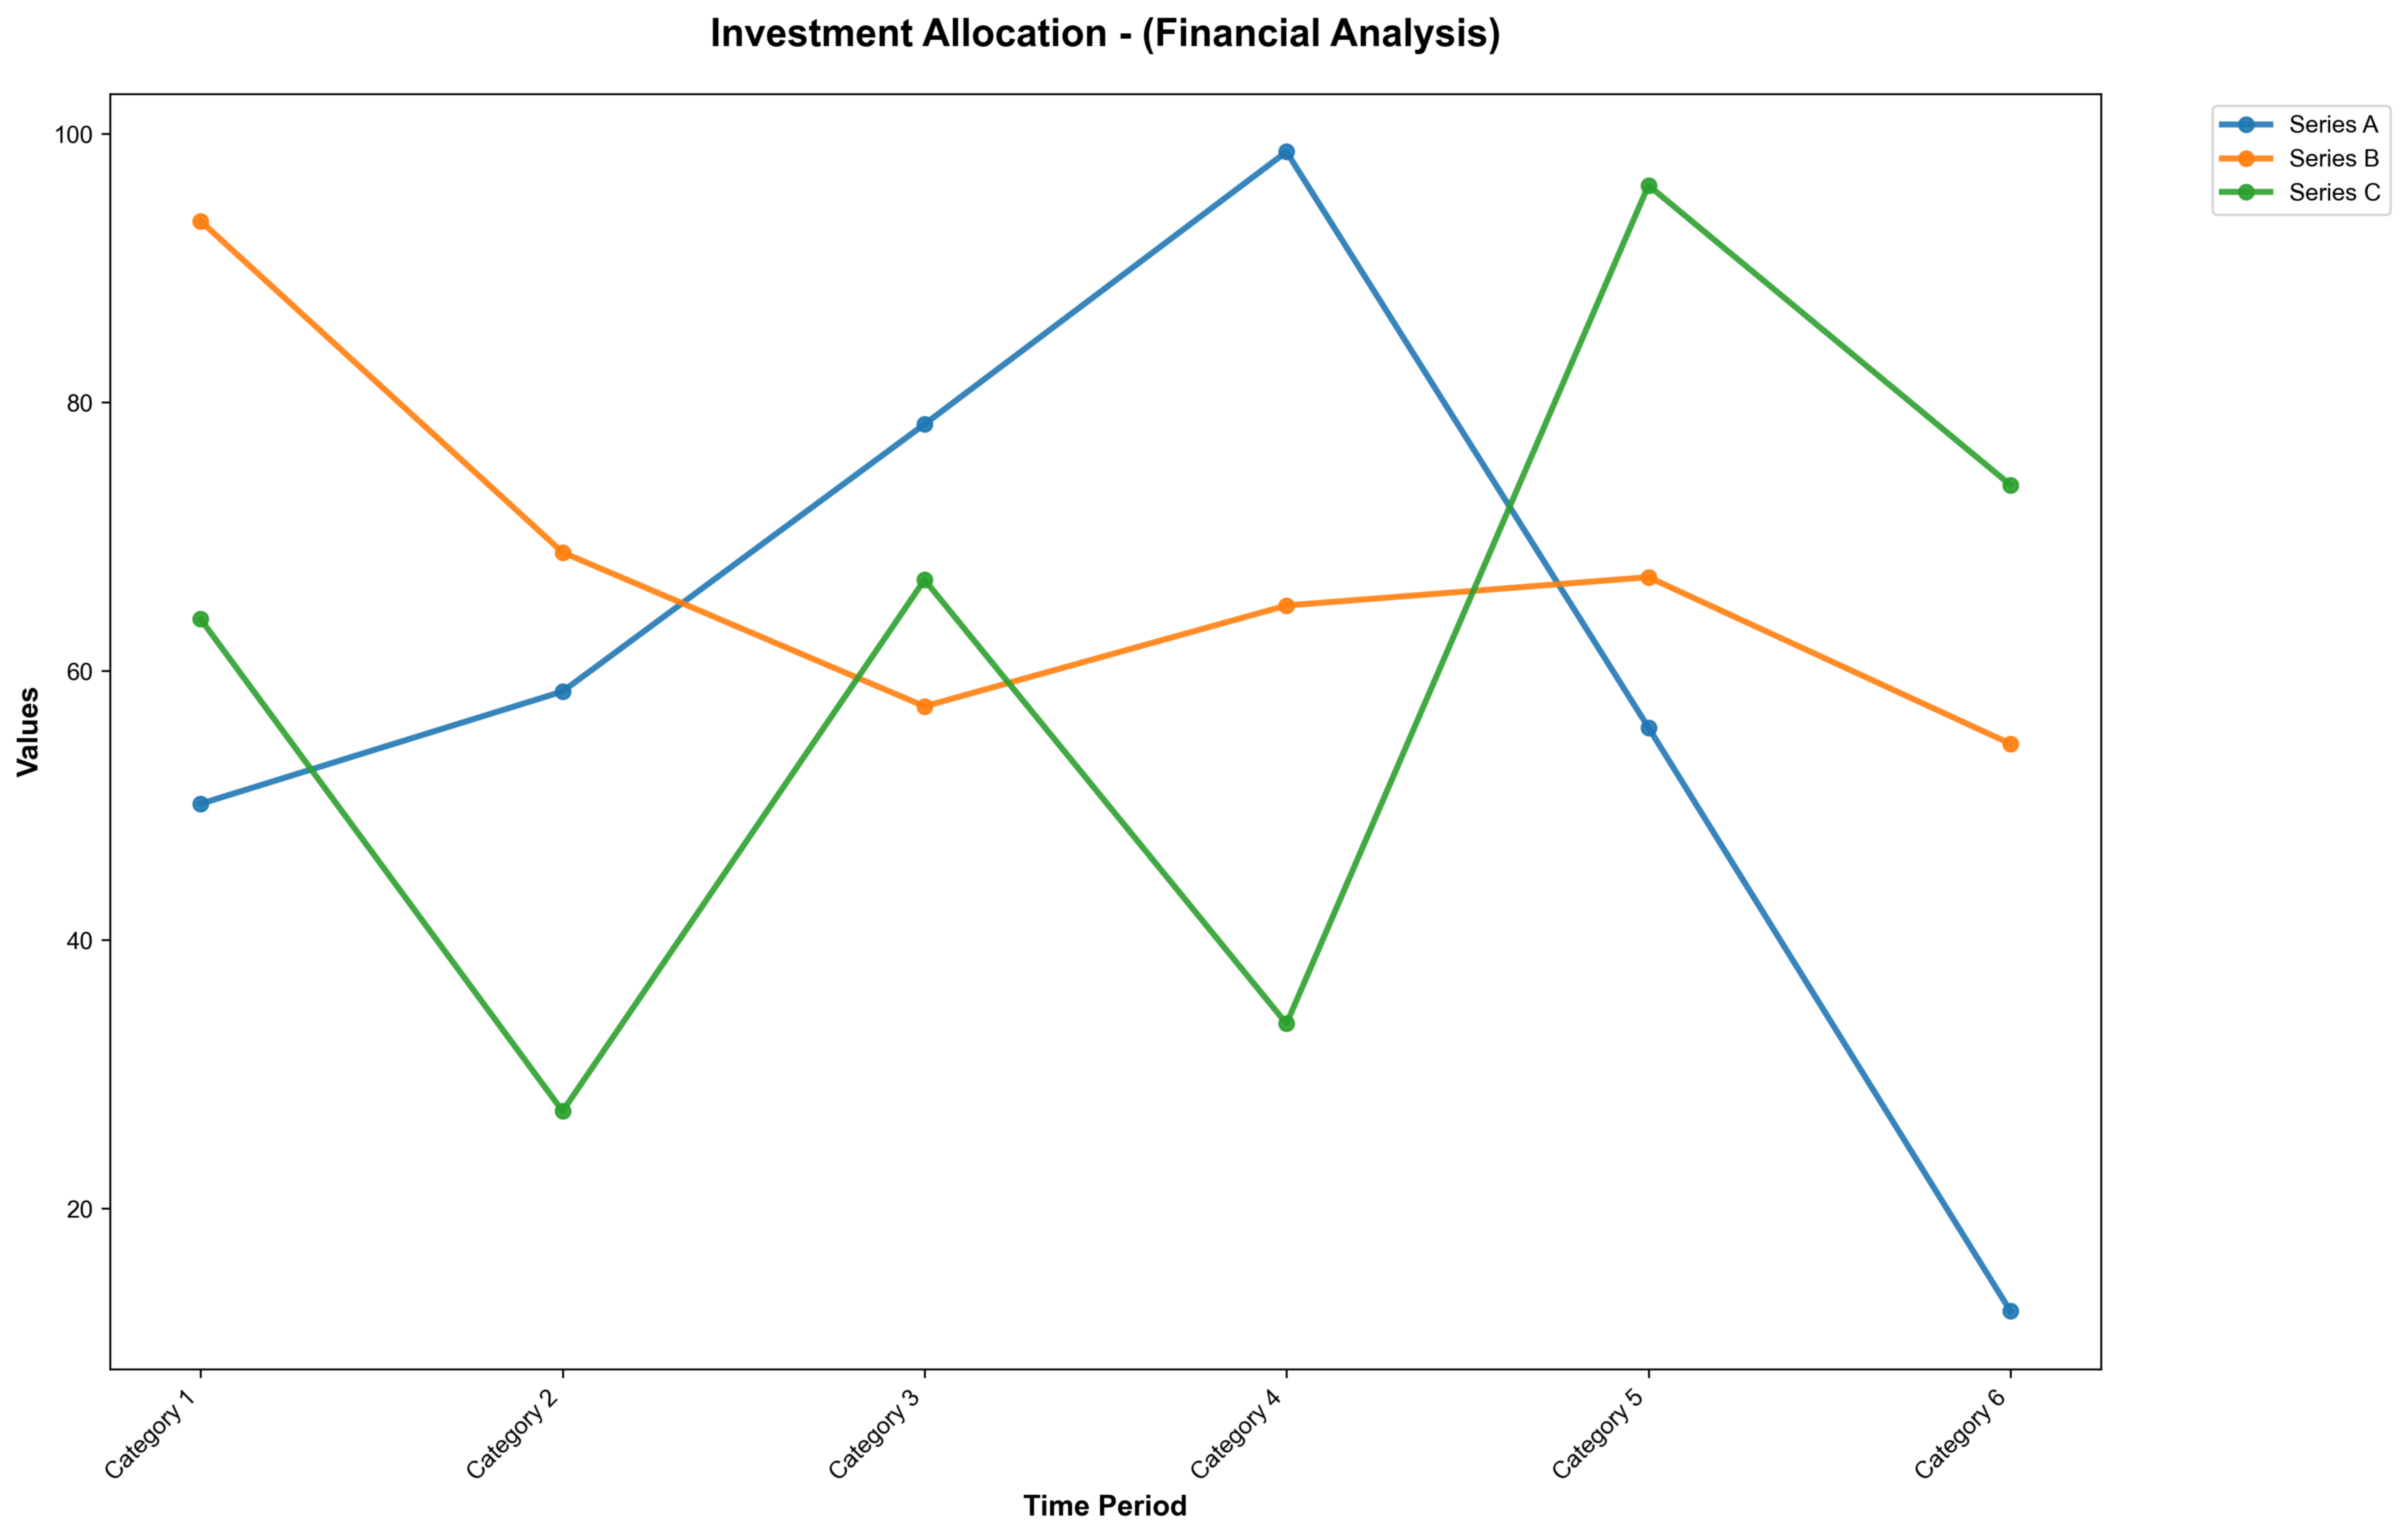 Investment Allocation - (Financial Analysis)
Series A
Series B
Series C
100
80
60
40
20
Values
Category 1
Category 2
Category 3
Category 4
Category 5
Category 6
Time Period